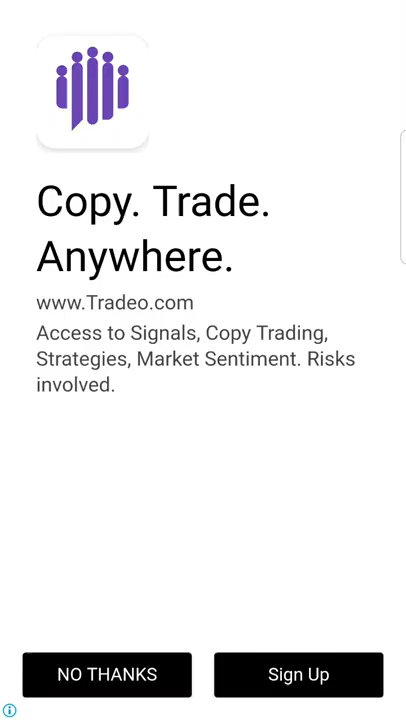 Copy. Trade.
Anywhere.
www.Tradeo.com
Access to Signals, Copy Trading,
Strategies, Market Sentiment. Risks
involved.
NO THANKS
Sign Up